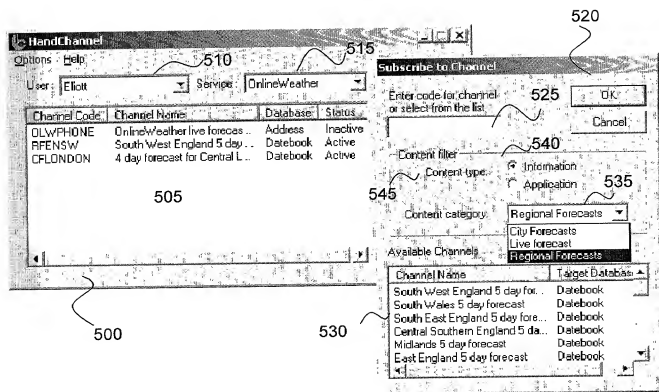 520
HandChannel
510
515
Options Help
User: Eliott Service: OnlineWeather
Channel Code Channel Name Database Status
OLWPHONE OnlineWeather live forecas... Address Inactive
RFENSW South West England 5 day... Datebook Active
CFLONDON 4 day forecast for Central L... Datebook Active
505
500
Subscribe to Channel
Enter code for channel
or select from the list
525
OK
Cancel
Content filter
540
545
Content type:
Information
Application
535
Content category: Regional Forecasts
City Forecasts
Live forecast
Regional Forecasts
Available Channels
Channel Name Target Databas
South West England 5 day for... Datebook
South Wales 5 day forecast Datebook
South East England 5 day fore... Datebook
Central Southern England 5 da... Datebook
Midlands 5 day forecast Datebook
East England 5 day forecast Datebook
530